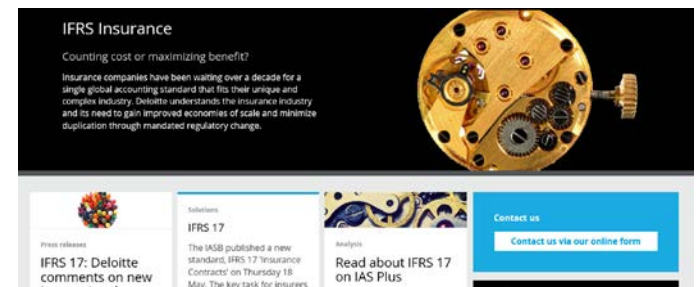 IFRS Insurance
Counting cost or maximizing benefit?
Insurance companies have been waiting over a decade for a
single global accounting standard that fits their unique and
complex industry. Deloitte understands the insurance industry
and its need to gain improved economies of scale and minimize
duplication through mandated regulatory change.
Press releases
IFRS 17: Deloitte
comments on new
Solutions
IFRS 17
The IASB published a new
standard, IFRS 17 'Insurance
Contracts' on Thursday 18
May. The key task for insurers
Analysis
Read about IFRS 17
on IAS Plus
Contact us
Contact us via our online form